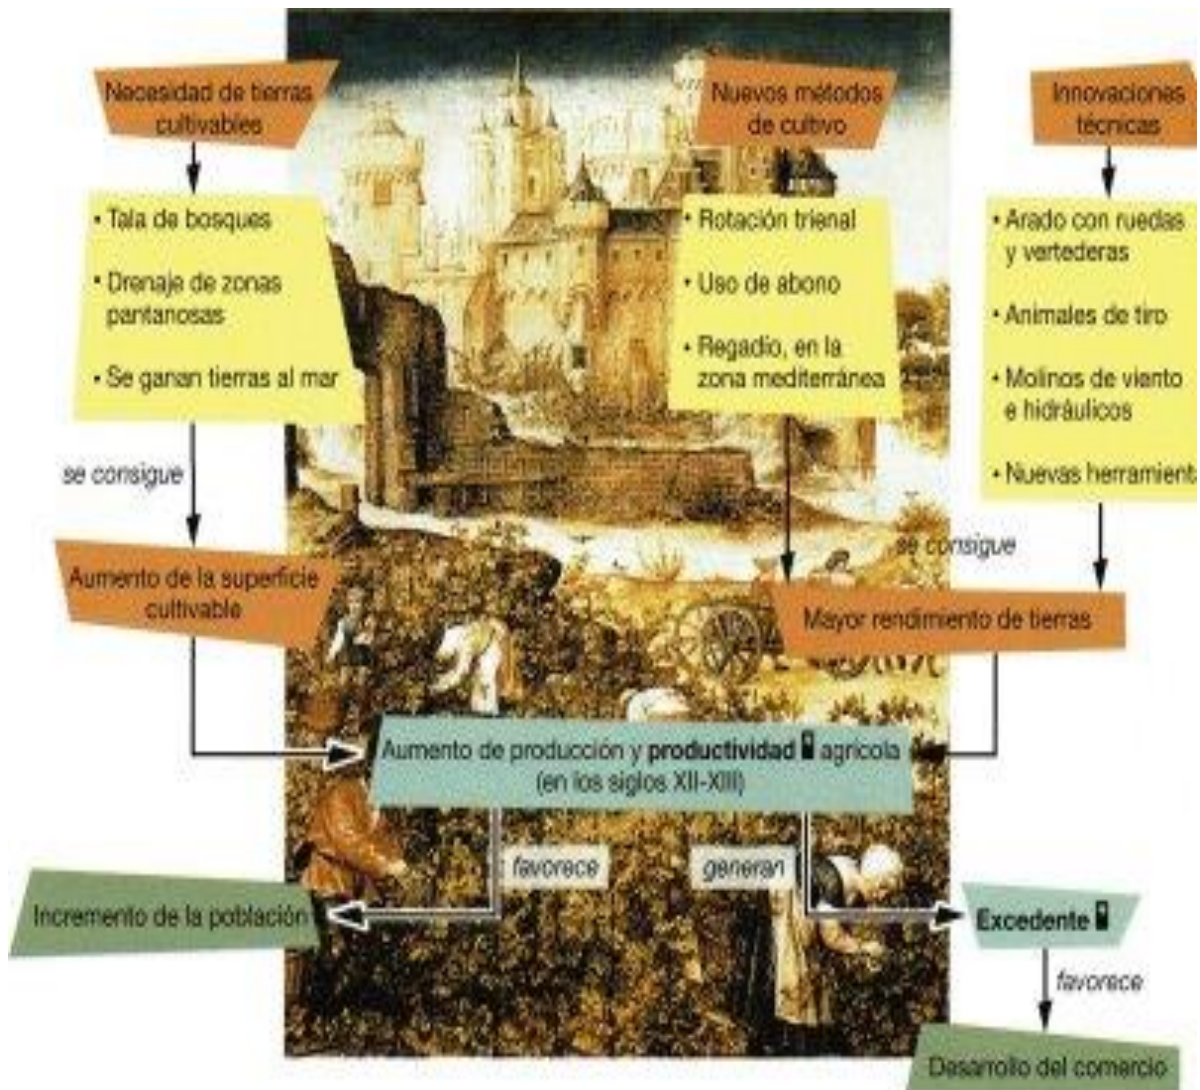 Necesidad de tierras
cultivables
Nuevos métodos
de cultivo
Innovaciones
técnicas
• Tala de bosques
• Drenaje de zonas
pantanosas
• Se ganan tierras al mar
• Rotación trienal
• Uso de abono
• Regadío, en la
zona mediterránea
• Arado con ruedas
y vertederas
• Animales de tiro
• Molinos de viento
e hidráulicos
• Nuevas herramienta
se consigue
se consigue
Aumento de la superficie
cultivable
Mayor rendimiento de tierras
Aumento de producción y productividad agrícola
(en los siglos XII-XIII)
favorece
generan
Incremento de la población
Excedente
favorece
Desarrollo del comercio